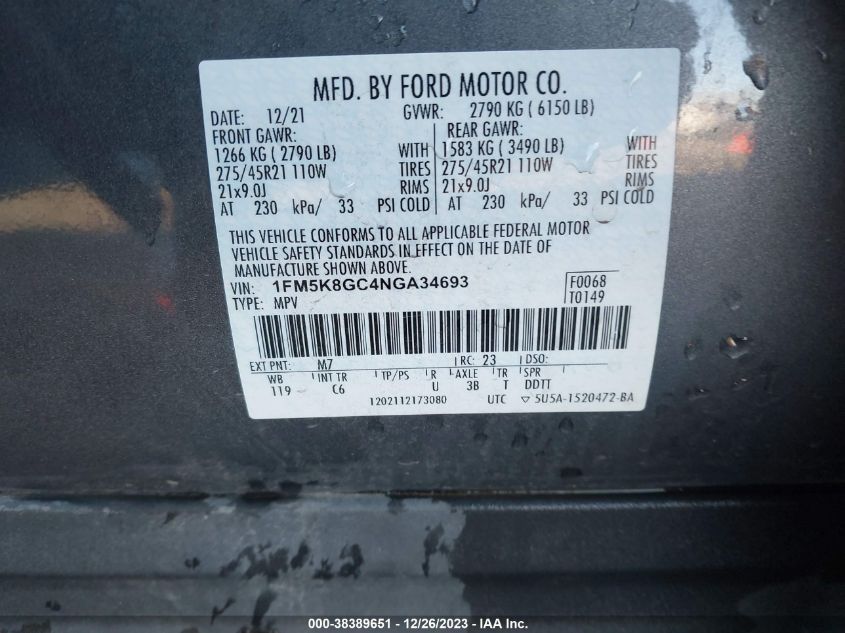 MFD. BY FORD MOTOR CO.
DATE: 12/21 GVWR: 2790 KG ( 6150 LB)
FRONT GAWR: REAR GAWR:
1266 KG ( 2790 LB) WITH 1583 KG ( 3490 LB) WITH
275/45R21 110W TIRES 275/45R21 110W TIRES
21x9.0J RIMS 21x9.0J RIMS
AT 230 kPa/ 33 PSI COLD AT 230 kPa/ 33 PSI COLD
THIS VEHICLE CONFORMS TO ALL APPLICABLE FEDERAL MOTOR
VEHICLE SAFETY STANDARDS IN EFFECT ON THE DATE OF
MANUFACTURE SHOWN ABOVE.
VIN: 1FM5K8GC4NGA34693 F0068
TYPE: MPV T0149
EXT PNT: M7 RC: 23 DSO:
WB INT TR TP/PS R AXLE TR SPR
119 C6 U 3B T DDTT
1202112173080 UTC ▽ 5U5A-1520472-BA
000-38389651 - 12/26/2023 - IAA Inc.